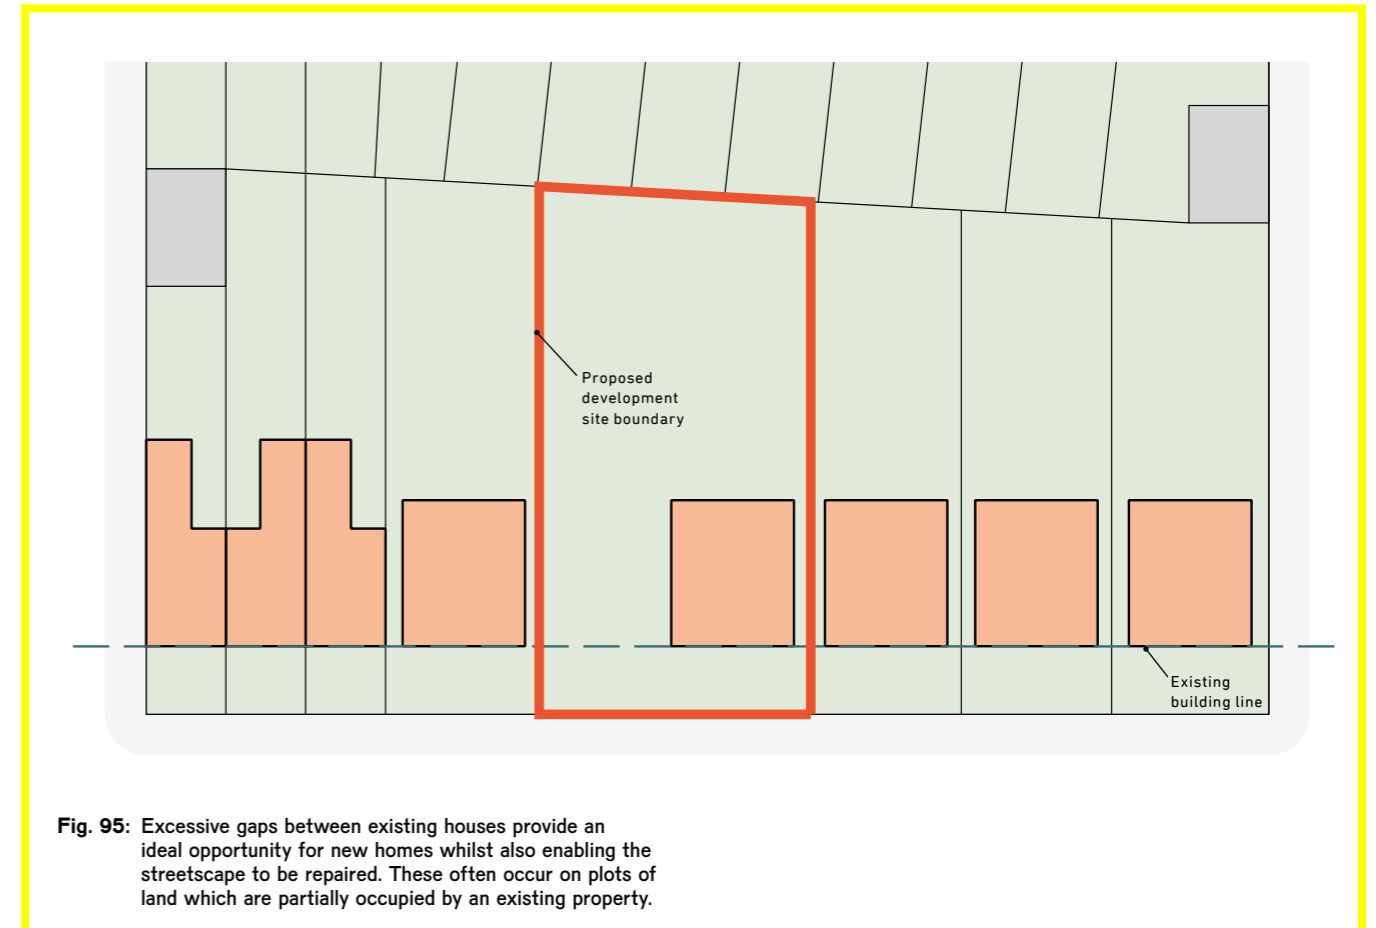 Proposed
development
site boundary
Existing
building line
Fig. 95: Excessive gaps between existing houses provide an
ideal opportunity for new homes whilst also enabling the
streetscape to be repaired. These often occur on plots of
land which are partially occupied by an existing property.